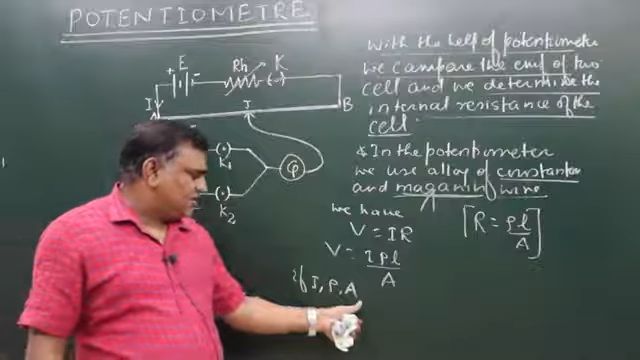 POTENTIOMETRE
+ E -
Rh
K
I
J
B
K1
K2
G
With the help of potentiometre
we compare the emf of two
cell and we determine the
internal resistance of the
cell.
* In the potentiometre
we use alloy of constantan
and maganin wire
we have
V = IR
[R = ρl/A]
V = Iρl/A
if I, ρ, A